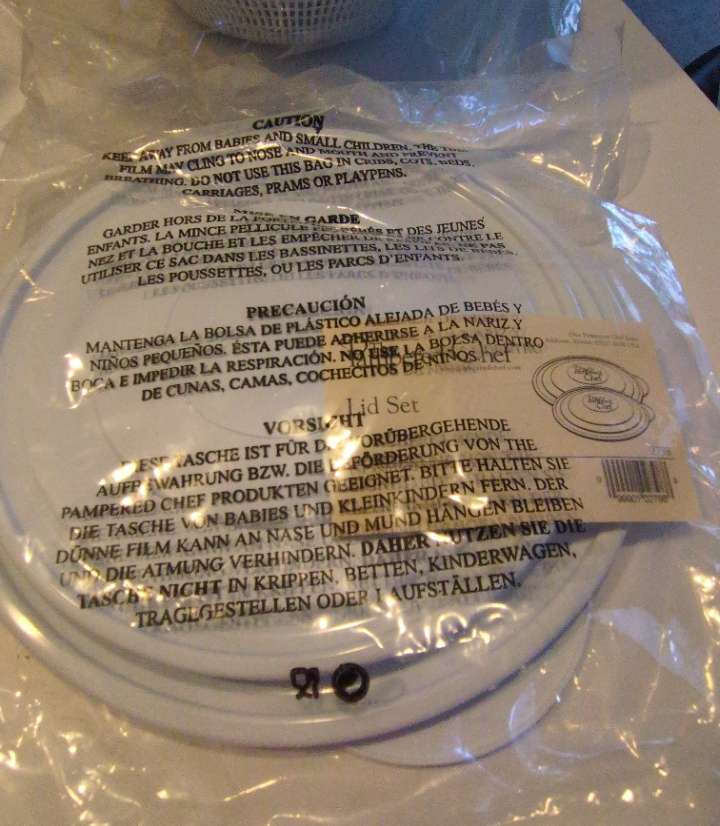 CAUTION
KEEP AWAY FROM BABIES AND SMALL CHILDREN. THE THIN
FILM MAY CLING TO NOSE AND MOUTH AND PREVENT
BREATHING. DO NOT USE THIS BAG IN CRIBS, COTS, BEDS,
CARRIAGES, PRAMS OR PLAYPENS.
GARDE
GARDER HORS DE LA DES JEUNES
ENFANTS. LA MINCE PELLICULE ET
NEZ ET LA BOUCHE ET LES EMPÊCHER CONTRE LE
UTILISER CE SAC DANS LES BASSINETTES, LES PAS
LES POUSSETTES, OU LES PARCS D'ENFANTS.
PRECAUCIÓN
MANTENGA LA BOLSA DE PLÁSTICO ALEJADA DE BEBÉS Y
NIÑOS PEQUEÑOS. ÉSTA PUEDE ADHERIRSE A LA NARIZ Y
BOCA E IMPEDIR LA RESPIRACIÓN. NO USE LA BOLSA DENTRO
DE CUNAS, CAMAS, COCHECITOS DE NIÑOS
Chef
Lid Set
VORSICHT
DIESE TASCHE IST FÜR DIE VORÜBERGEHENDE
AUFBEWAHRUNG BZW. DIE BEFÖRDERUNG VON THE
PAMPERED CHEF PRODUKTEN GEEIGNET. BITTE HALTEN SIE
DIE TASCHE VON BABIES UND KLEINKINDERN FERN. DER
DÜNNE FILM KANN AN NASE UND MUND HÄNGEN BLEIBEN
UND DIE ATMUNG VERHINDERN. DAHER NUTZEN SIE DIE
TASCHE NICHT IN KRIPPEN, BETTEN, KINDERWAGEN,
TRAGEGESTELLEN ODER LAUFSTÄLLEN.